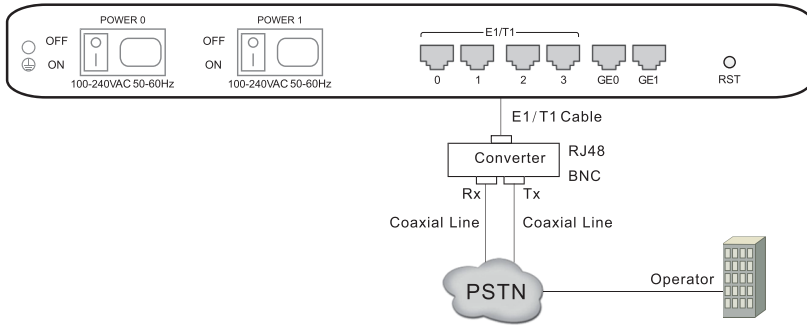 POWER 0
POWER 1
E1/T1
OFF
ON
OFF
ON
100-240VAC 50-60Hz
100-240VAC 50-60Hz
0
1
2
3
GE0
GE1
RST
E1/T1 Cable
Converter
RJ48
BNC
Rx
Tx
Coaxial Line
Coaxial Line
PSTN
Operator